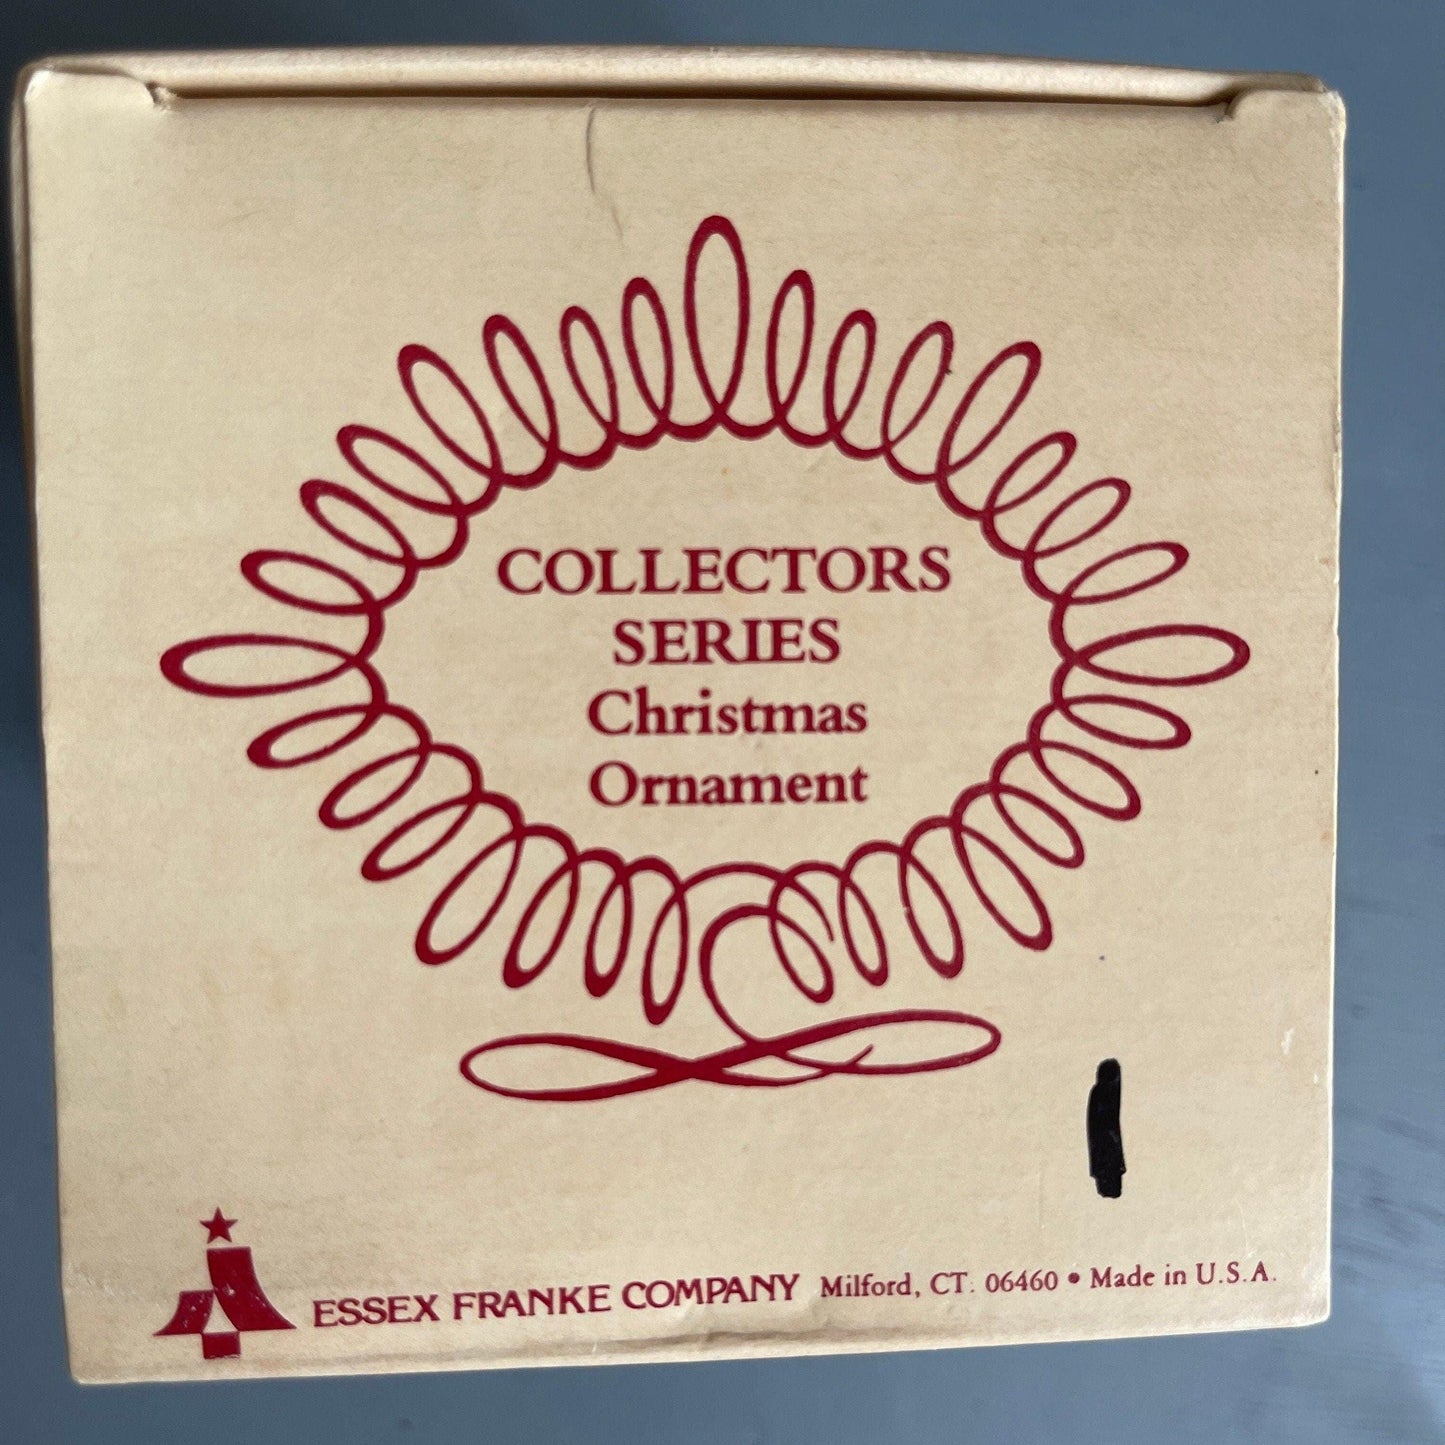 COLLECTORS
SERIES
Christmas
Ornament
ESSEX FRANKE COMPANY Milford, CT. 06460 • Made in U.S.A.